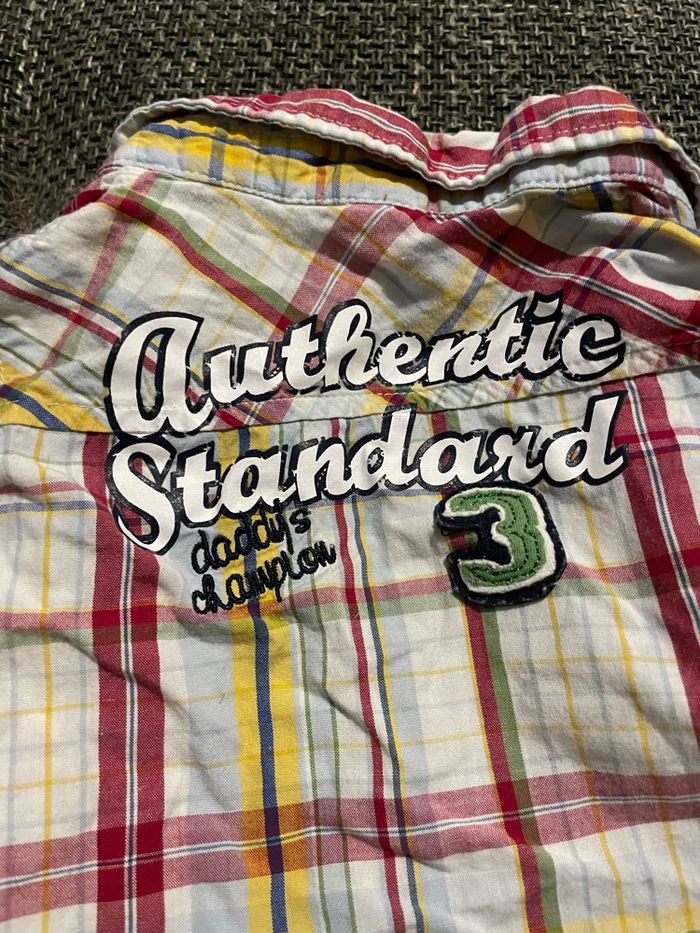 Authentic
Standard
daddy's
champion
3